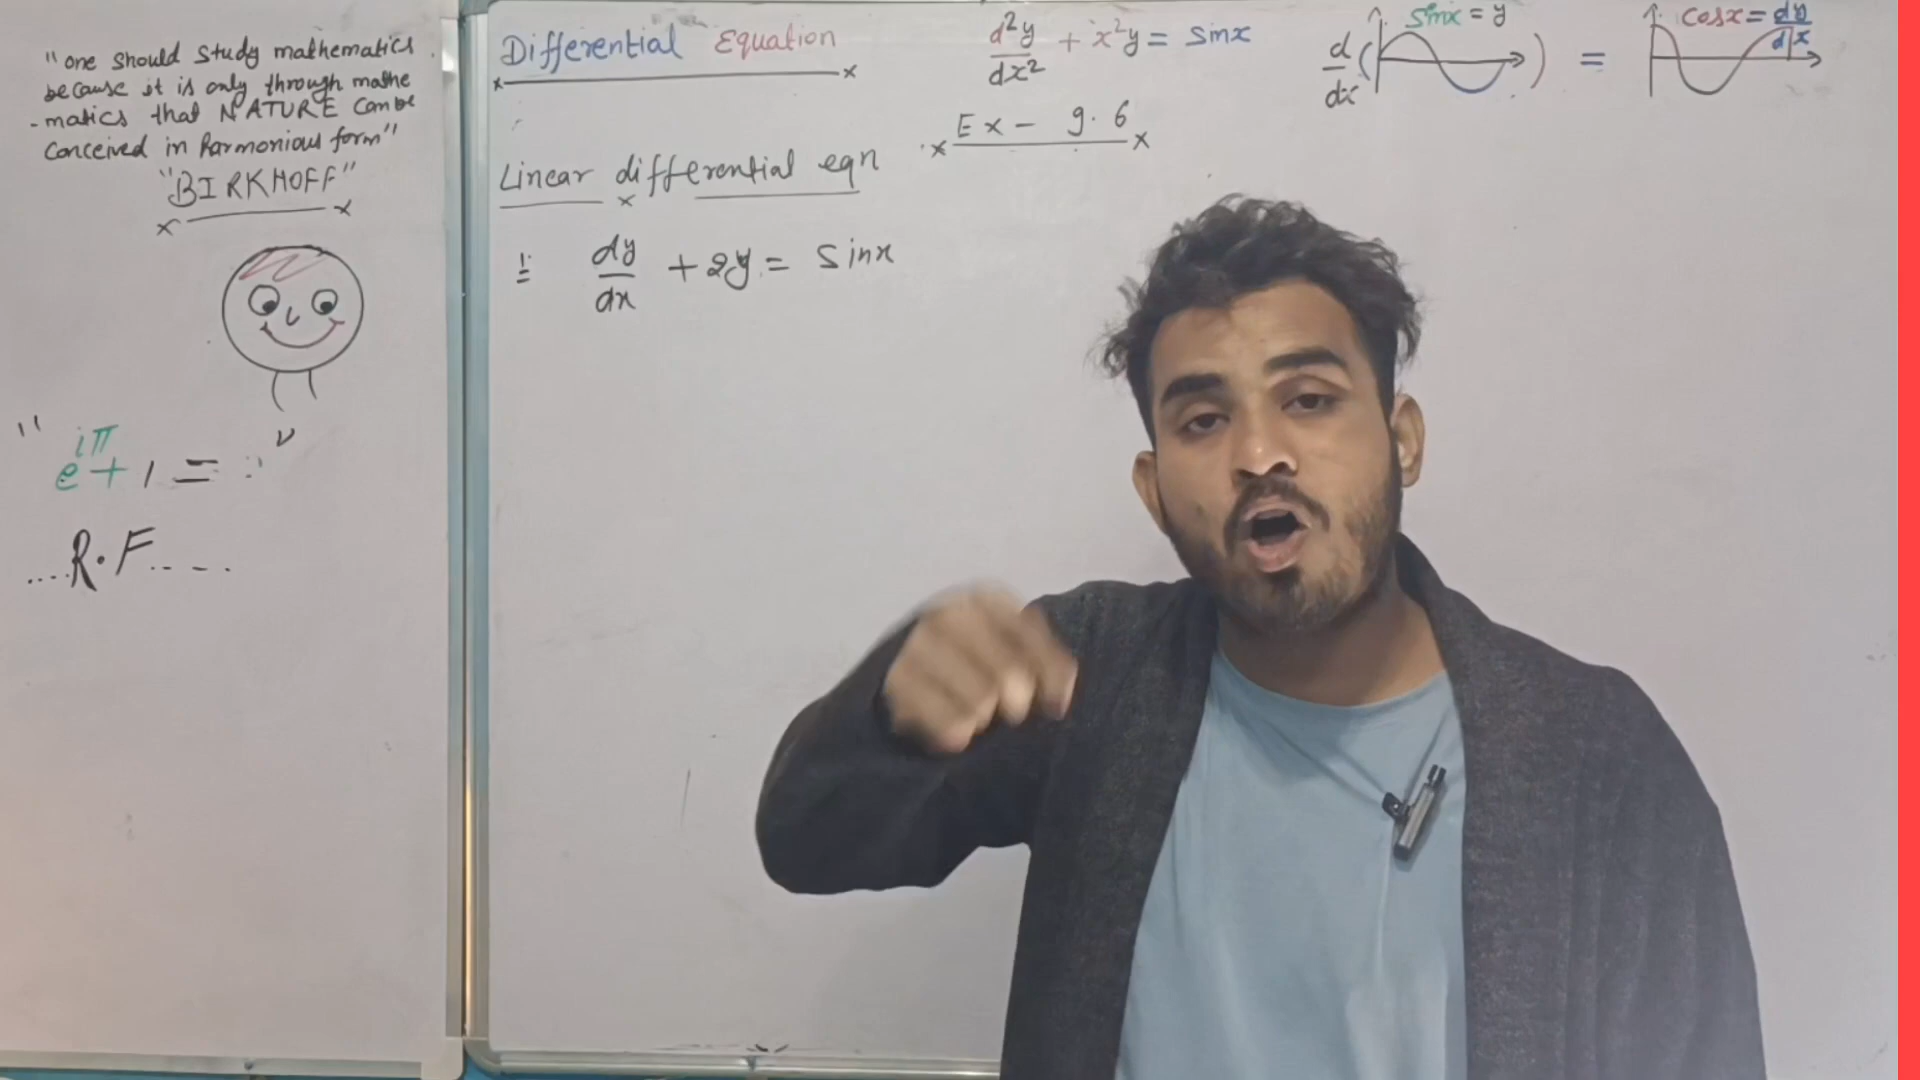 "one should study mathematics
because it is only through mathe
-matics that NATURE can be
conceived in harmonious form"
"BIRKHOFF"
Differential Equation
d²y/dx² + x²y = sinx
d/dx ( sinx = y ) = cosx = dy/dx
Ex - 9.6
Linear differential eqn
1: dy/dx + 2y = sinx
" e^iπ + 1 = "
....R.F.....